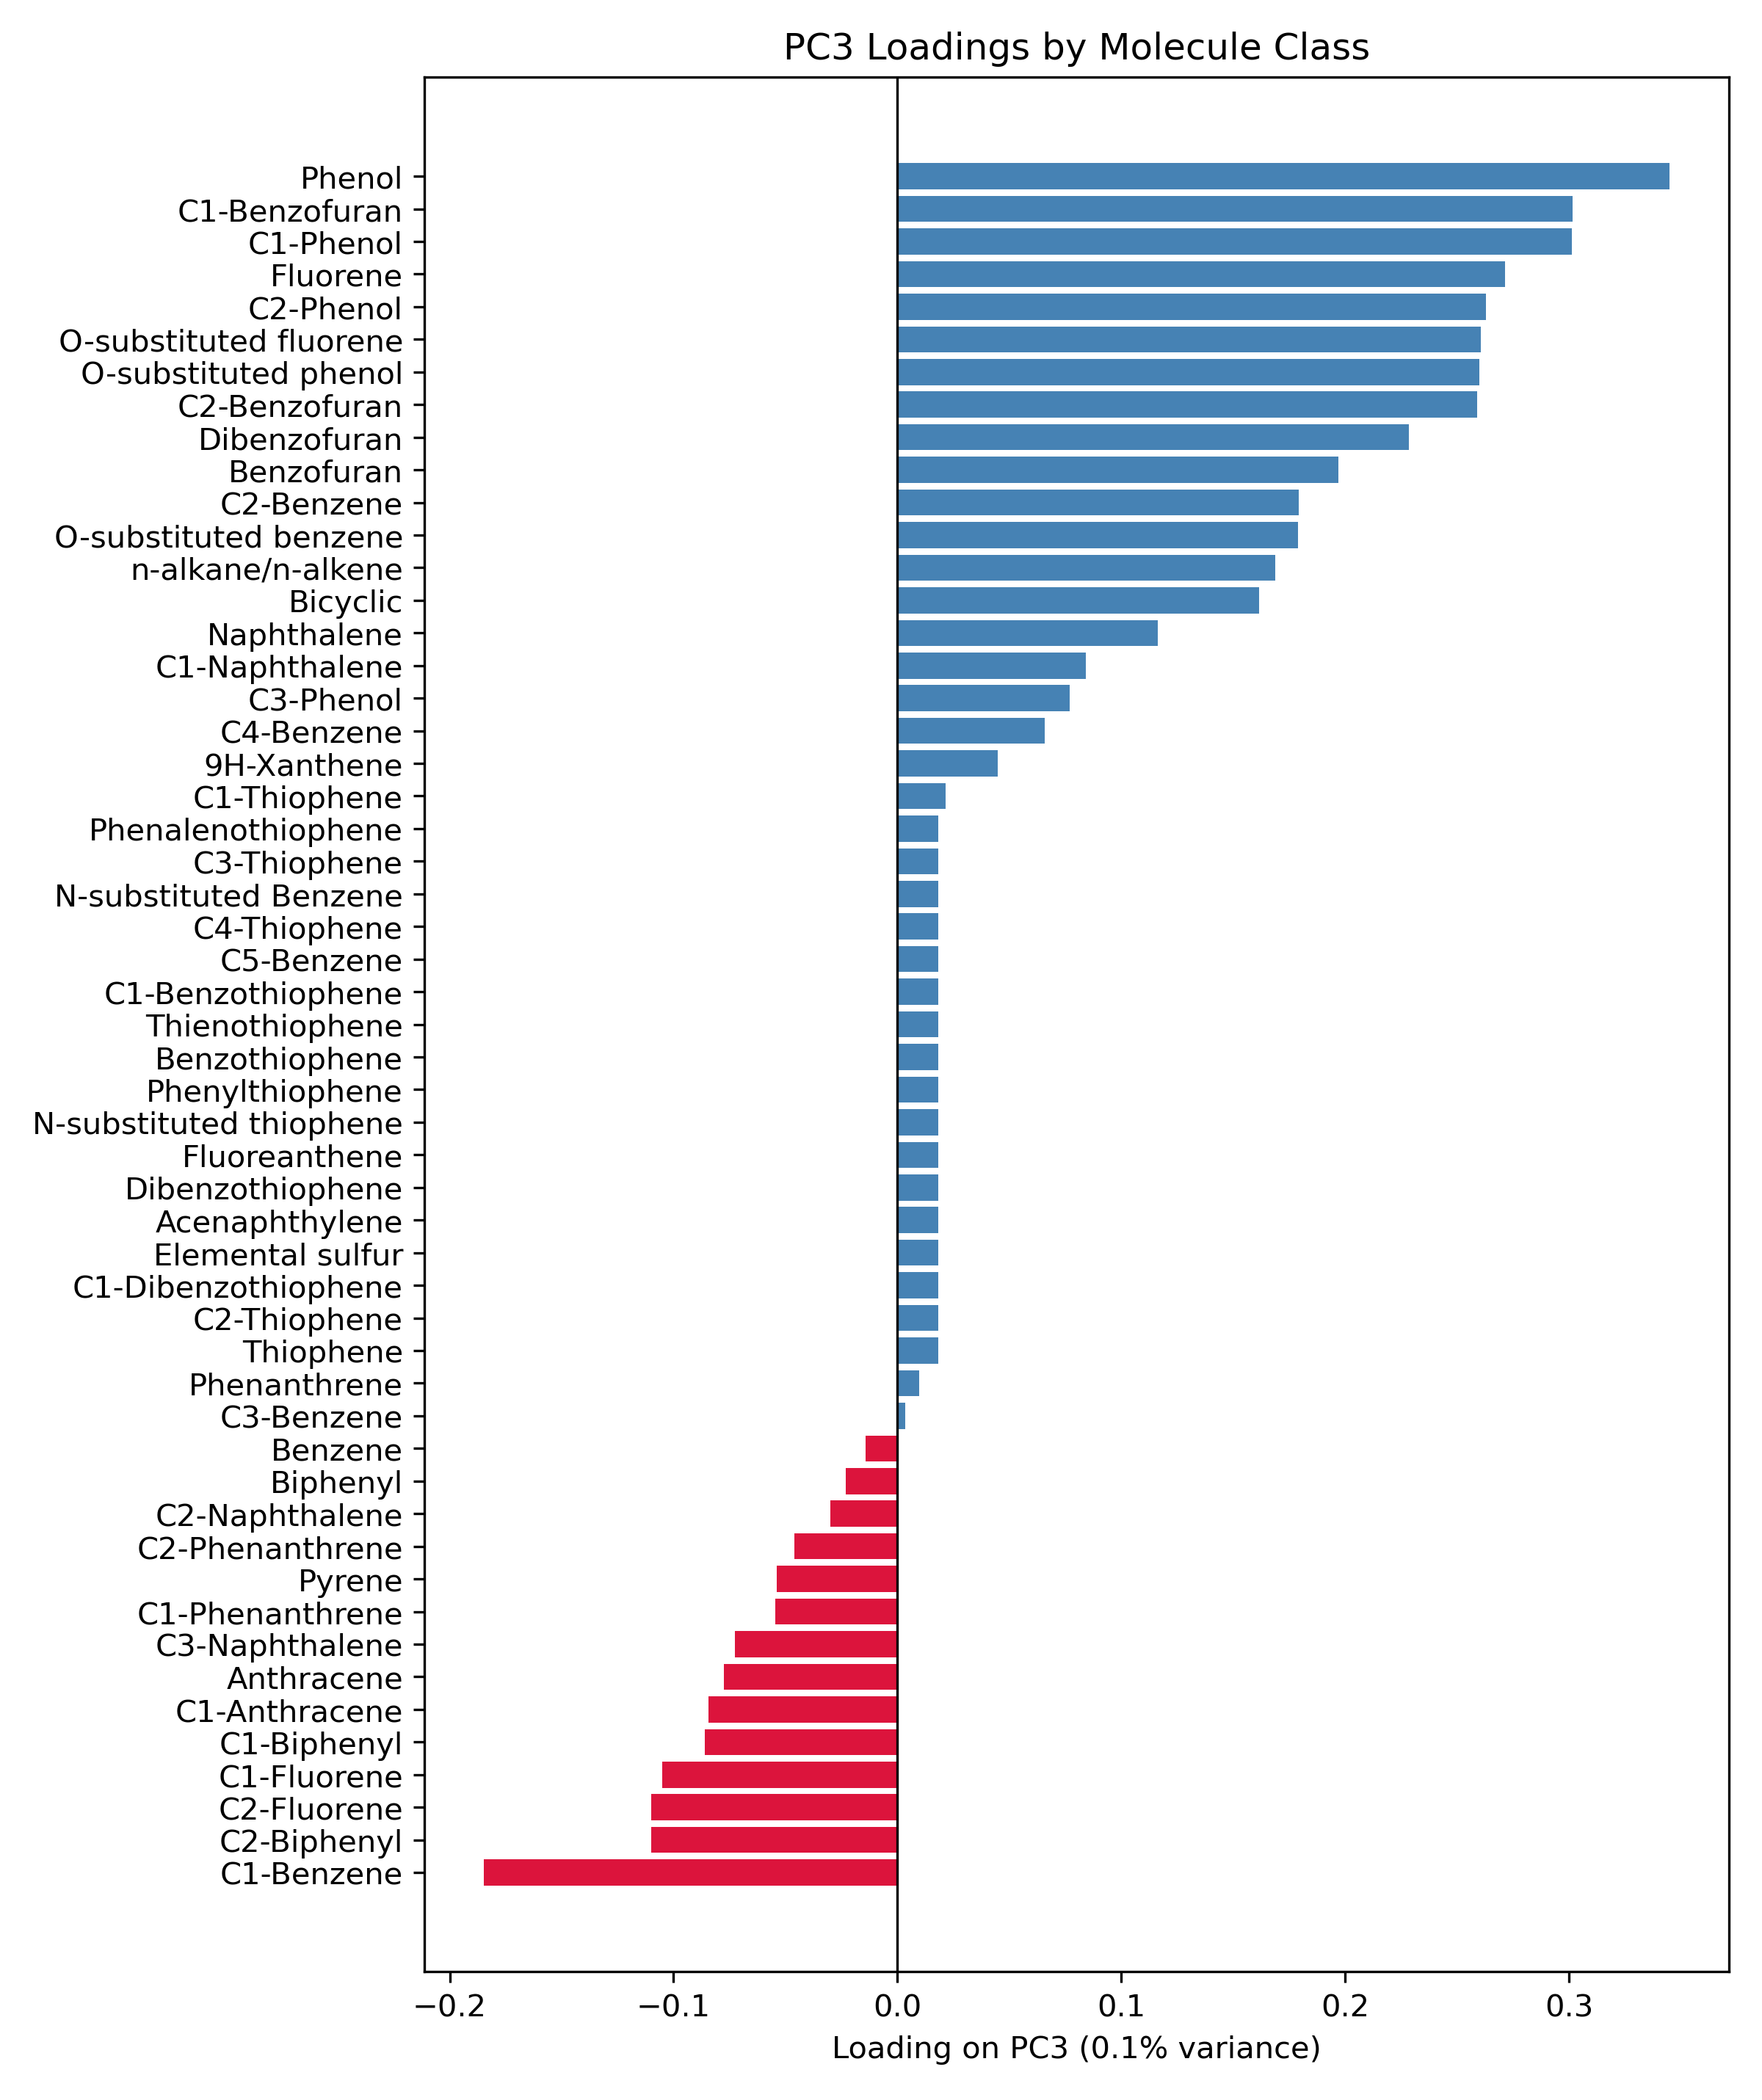 PC3 Loadings by Molecule Class
Phenol
C1-Benzofuran
C1-Phenol
Fluorene
C2-Phenol
O-substituted fluorene
O-substituted phenol
C2-Benzofuran
Dibenzofuran
Benzofuran
C2-Benzene
O-substituted benzene
n-alkane/n-alkene
Bicyclic
Naphthalene
C1-Naphthalene
C3-Phenol
C4-Benzene
9H-Xanthene
C1-Thiophene
Phenalenothiophene
C3-Thiophene
N-substituted Benzene
C4-Thiophene
C5-Benzene
C1-Benzothiophene
Thienothiophene
Benzothiophene
Phenylthiophene
N-substituted thiophene
Fluoreanthene
Dibenzothiophene
Acenaphthylene
Elemental sulfur
C1-Dibenzothiophene
C2-Thiophene
Thiophene
Phenanthrene
C3-Benzene
Benzene
Biphenyl
C2-Naphthalene
C2-Phenanthrene
Pyrene
C1-Phenanthrene
C3-Naphthalene
Anthracene
C1-Anthracene
C1-Biphenyl
C1-Fluorene
C2-Fluorene
C2-Biphenyl
C1-Benzene
−0.2 −0.1 0.0 0.1 0.2 0.3
Loading on PC3 (0.1% variance)